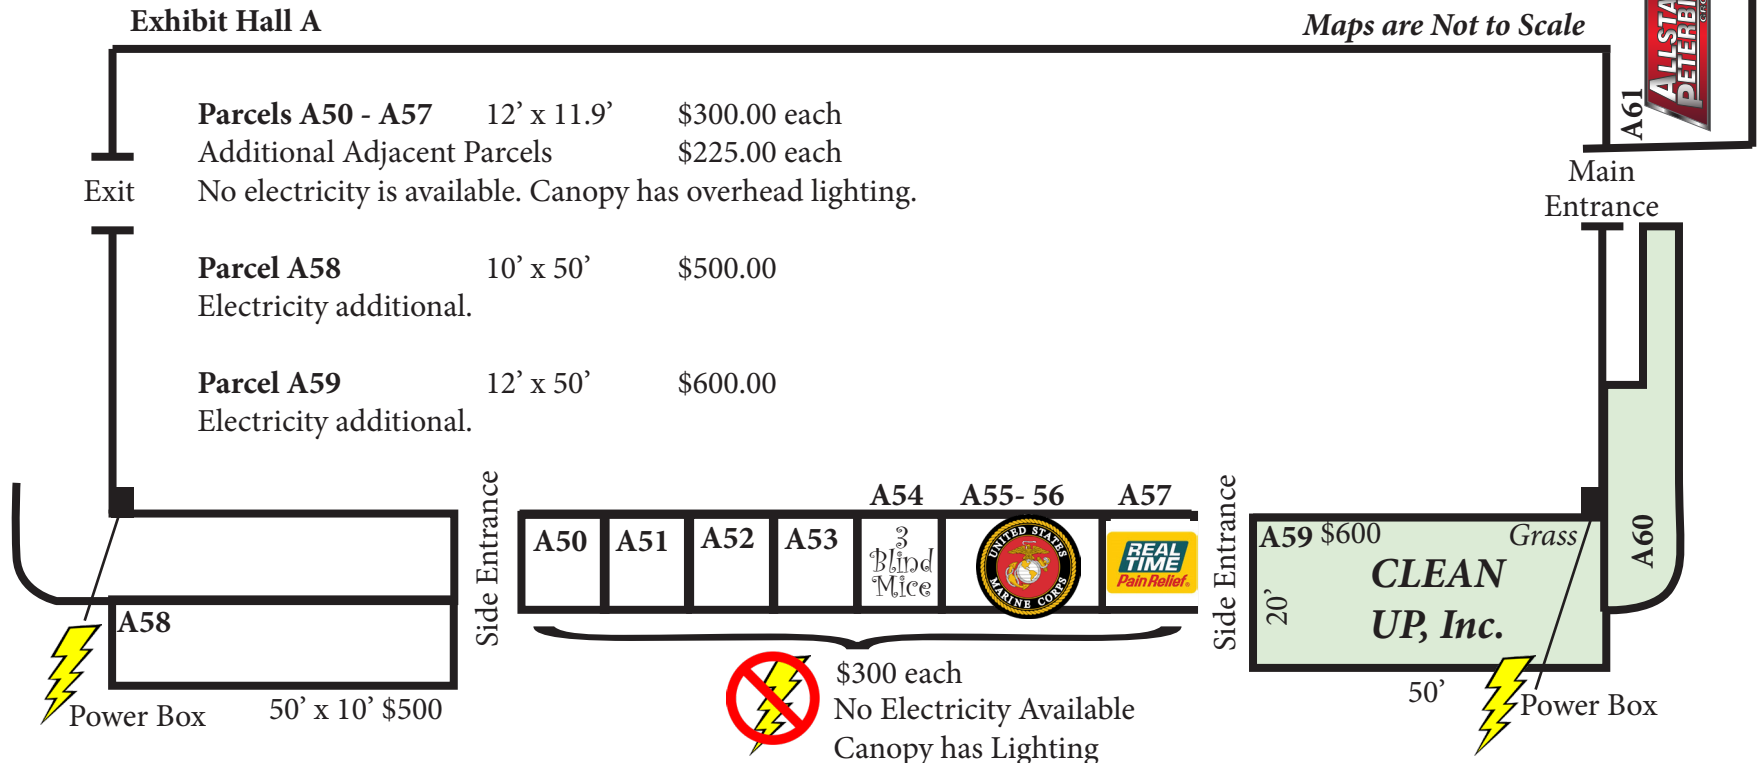 Exhibit Hall A
Maps are Not to Scale
Parcels A50 - A57 12’ x 11.9’ $300.00 each
Additional Adjacent Parcels $225.00 each
No electricity is available. Canopy has overhead lighting.
Parcel A58 10’ x 50’ $500.00
Electricity additional.
Parcel A59 12’ x 50’ $600.00
Electricity additional.
Exit
A61
Main
Entrance
Side Entrance
A54 A55- 56 A57
A50 A51 A52 A53
3
Blind
Mice
UNITED STATES
MARINE CORPS
REAL
TIME
Pain Relief
Side Entrance
A59 $600
Grass
CLEAN
UP, Inc.
20’
50’
A60
A58
Power Box
50’ x 10’ $500
$300 each
No Electricity Available
Canopy has Lighting
Power Box